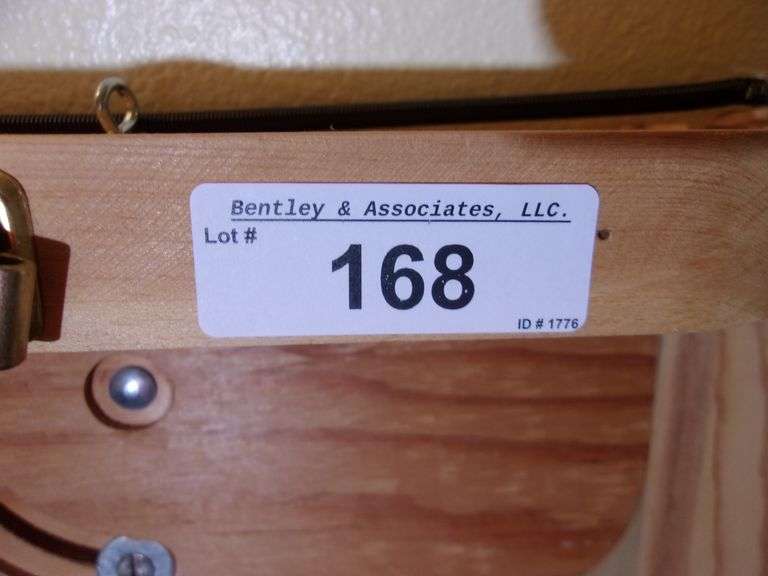 Bentley & Associates, LLC.
Lot #
168
ID # 1776